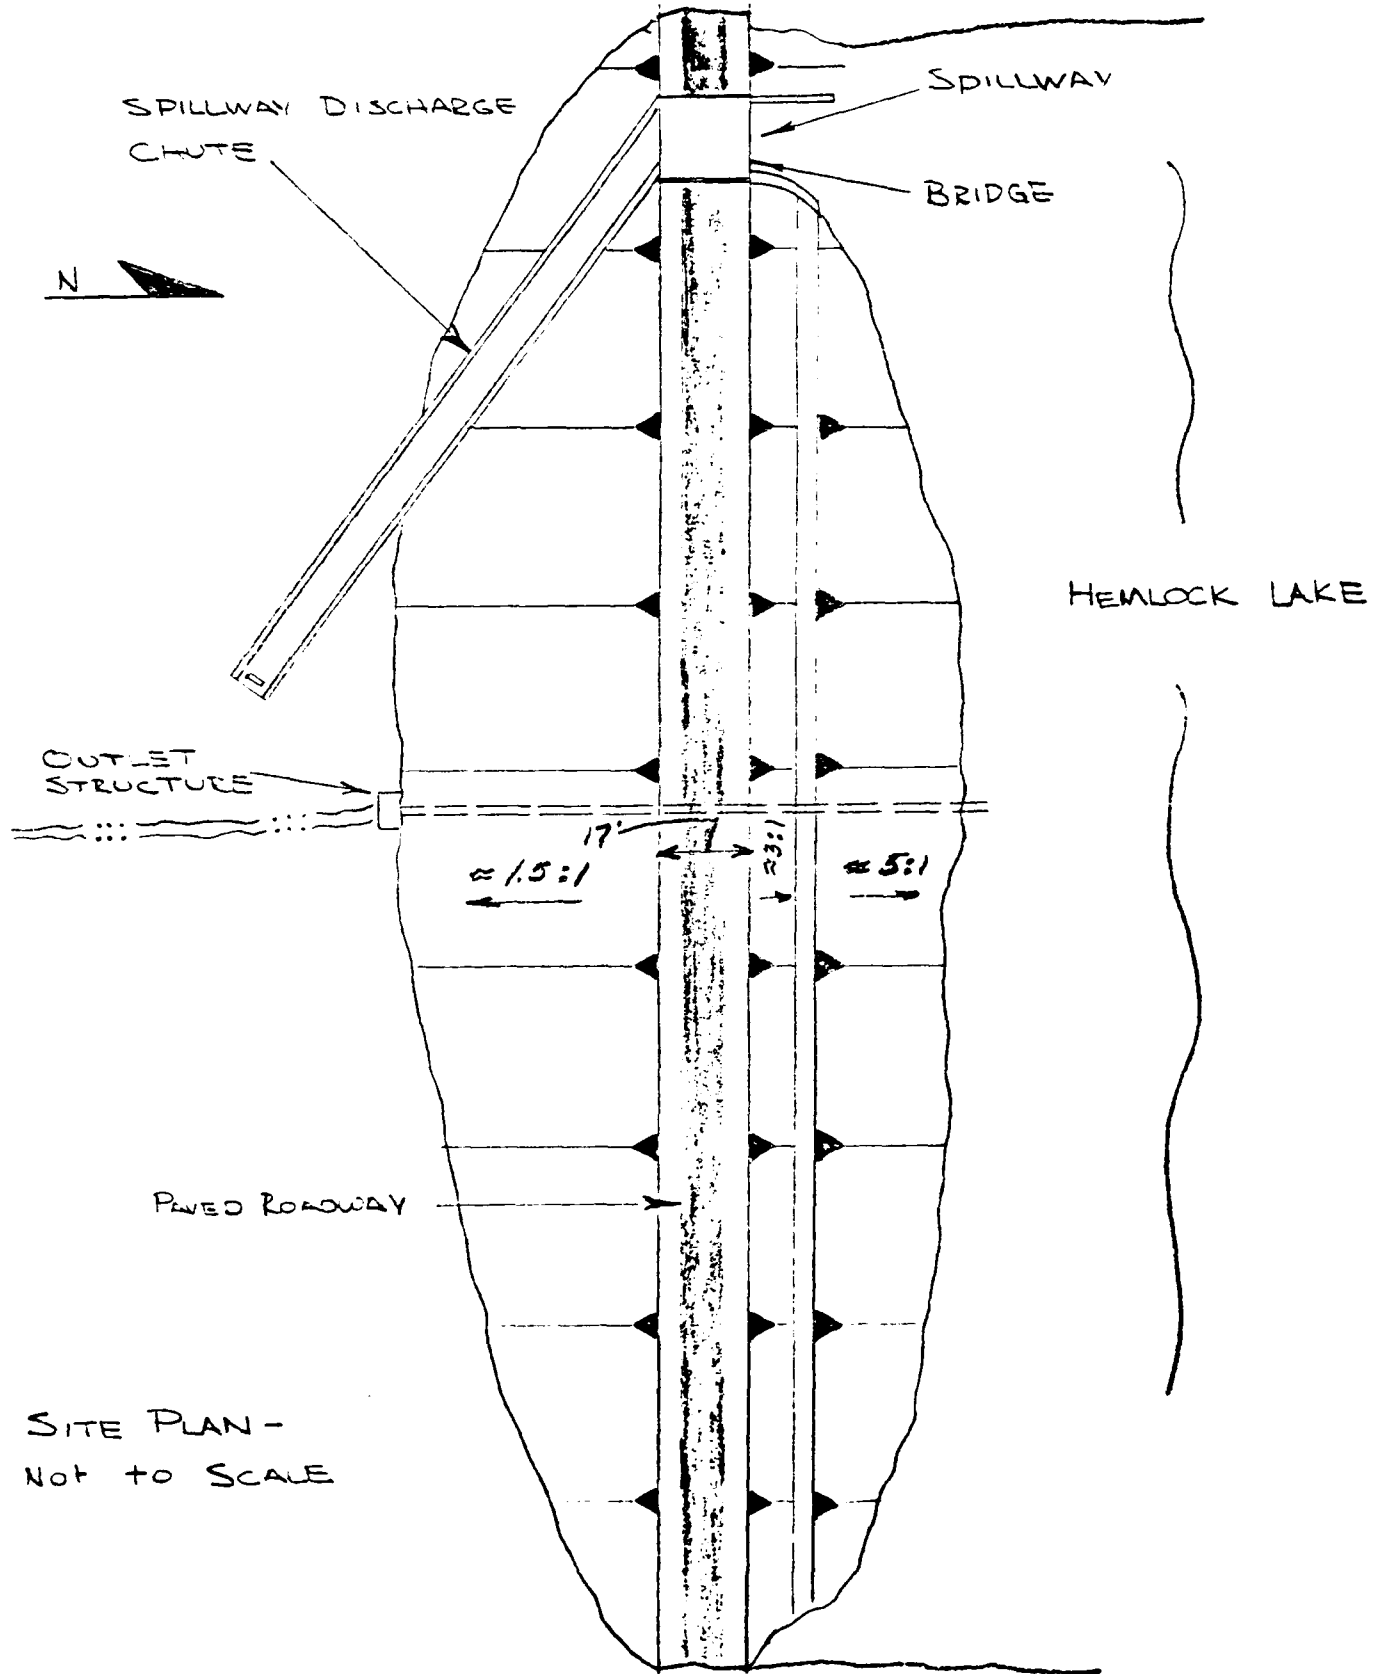 SPILLWAY
SPILLWAY DISCHARGE
CHUTE
BRIDGE
N
HEMLOCK LAKE
OUTLET
STRUCTURE
17'
≈3:1
≈1.5:1
≈5:1
PAVED ROADWAY
SITE PLAN -
NOT TO SCALE